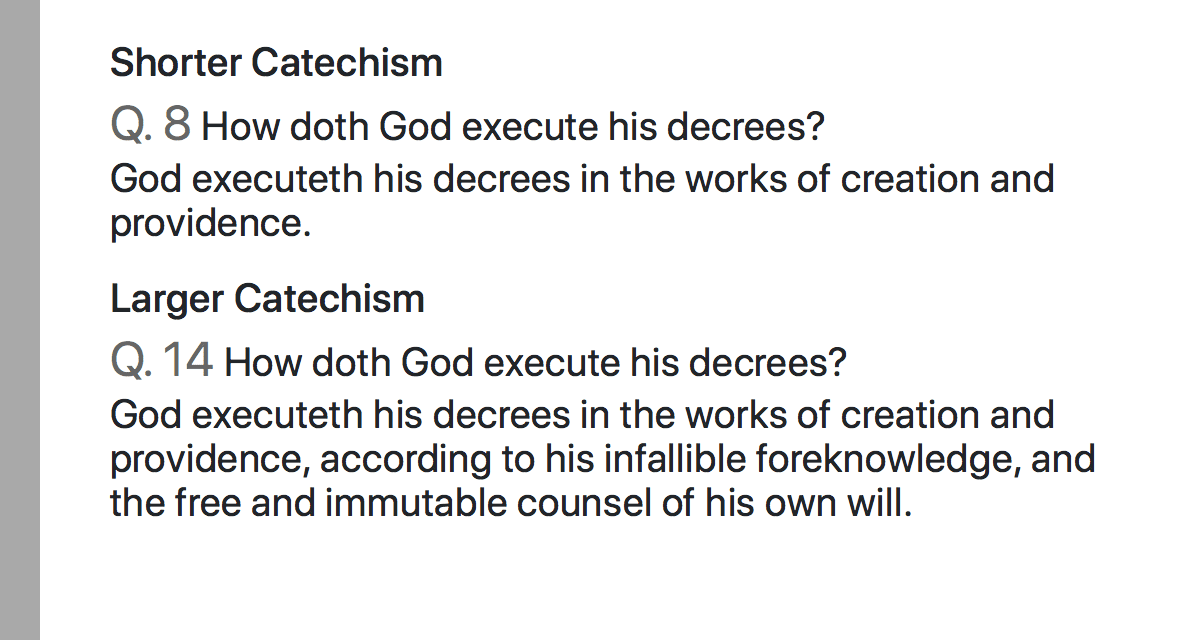 Shorter Catechism
Q. 8 How doth God execute his decrees?
God executeth his decrees in the works of creation and
providence.
Larger Catechism
Q. 14 How doth God execute his decrees?
God executeth his decrees in the works of creation and
providence, according to his infallible foreknowledge, and
the free and immutable counsel of his own will.